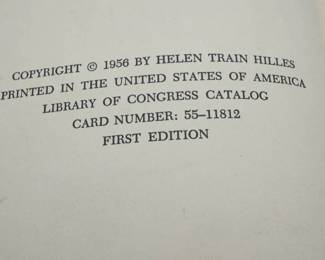 COPYRIGHT © 1956 BY HELEN TRAIN HILLES
PRINTED IN THE UNITED STATES OF AMERICA
LIBRARY OF CONGRESS CATALOG
CARD NUMBER: 55-11812
FIRST EDITION